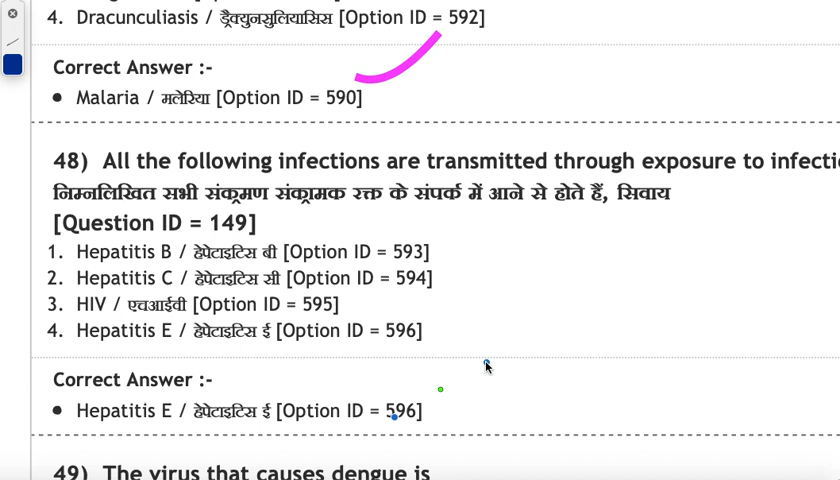 4. Dracunculiasis / ड्रैक्युनसुलियासिस [Option ID = 592]
Correct Answer :-
• Malaria / मलेरिया [Option ID = 590]
48) All the following infections are transmitted through exposure to infecti
निम्नलिखित सभी संक्रमण संक्रामक रक्त के संपर्क में आने से होते हैं, सिवाय
[Question ID = 149]
1. Hepatitis B / हेपेटाइटिस बी [Option ID = 593]
2. Hepatitis C / हेपेटाइटिस सी [Option ID = 594]
3. HIV / एचआईवी [Option ID = 595]
4. Hepatitis E / हेपेटाइटिस ई [Option ID = 596]
Correct Answer :-
• Hepatitis E / हेपेटाइटिस ई [Option ID = 596]
49) The virus that causes dengue is